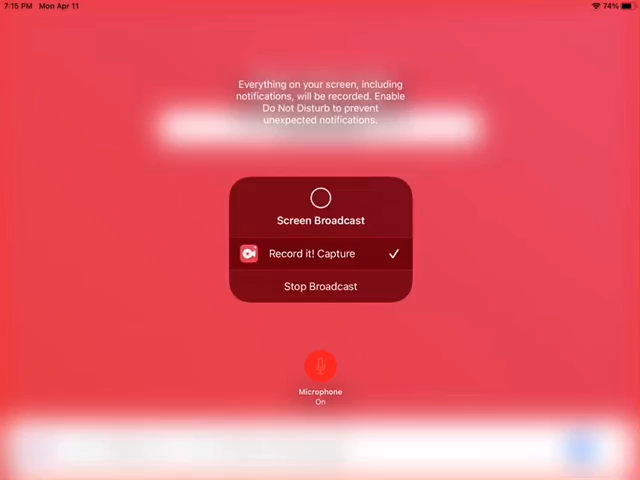 7:15 PM Mon Apr 11 74%
Everything on your screen, including
notifications, will be recorded. Enable
Do Not Disturb to prevent
unexpected notifications.
Screen Broadcast
Record it! Capture
Stop Broadcast
Microphone
On